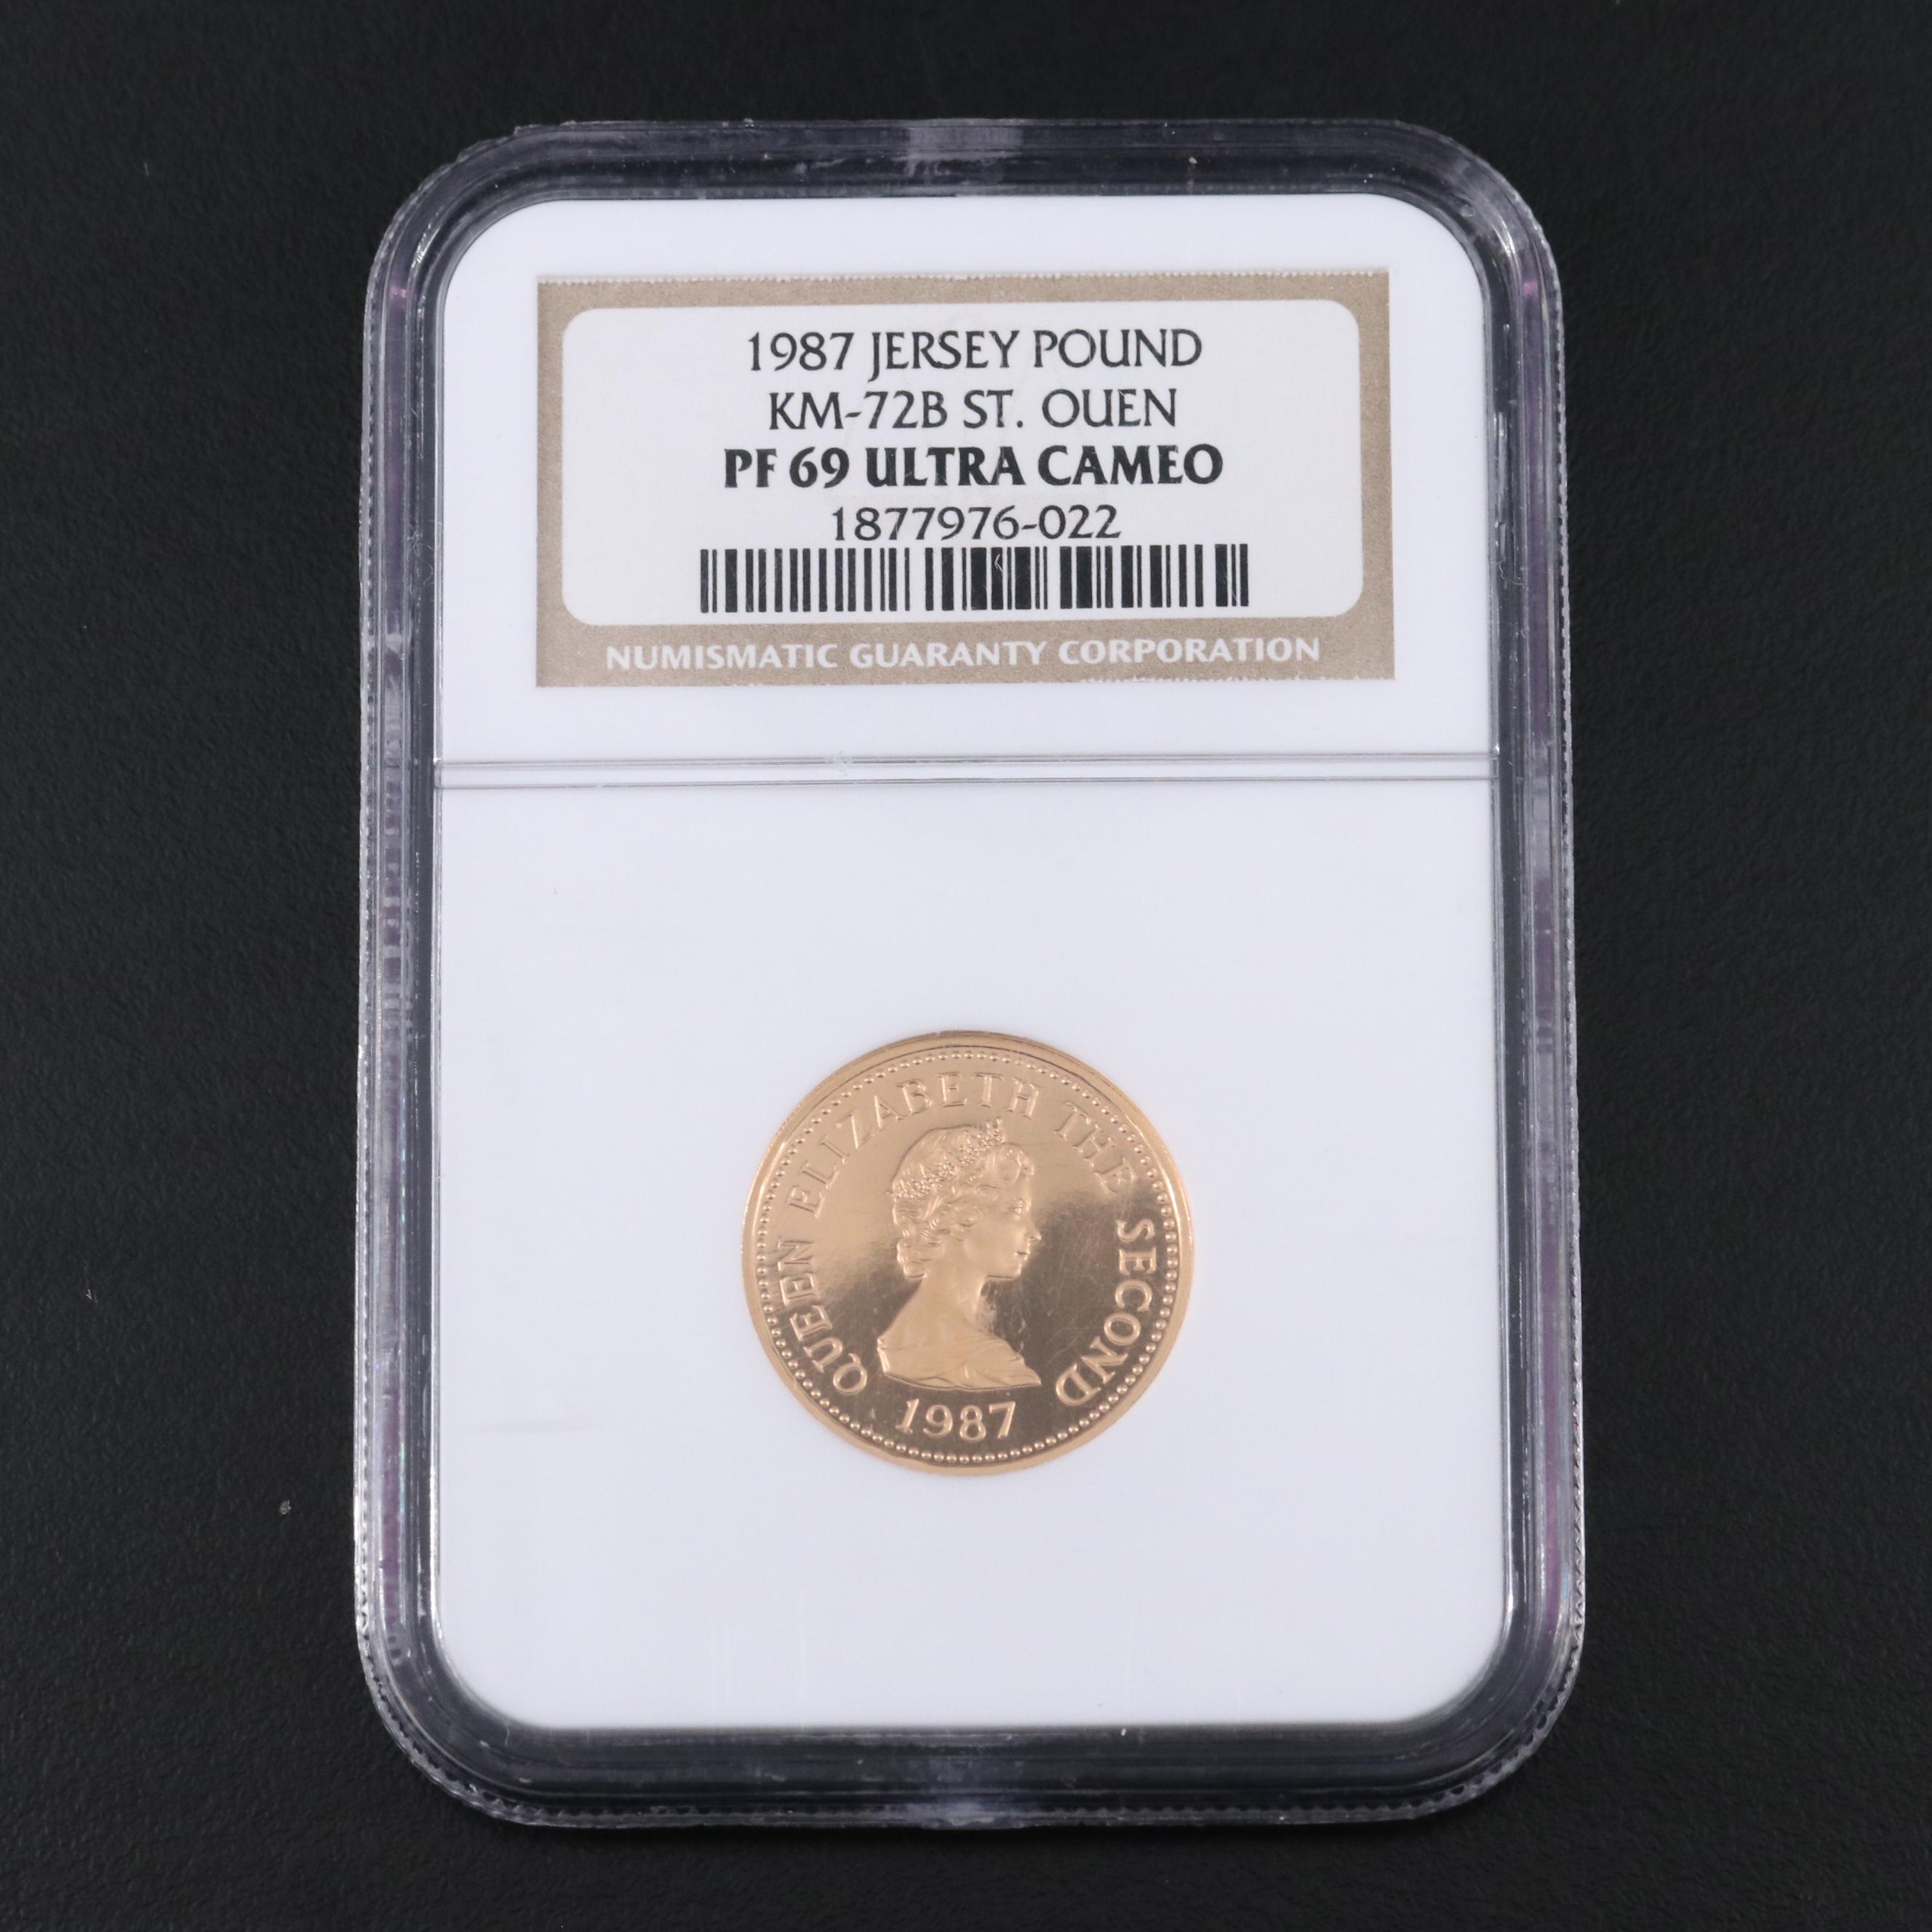 1987 JERSEY POUND
KM-72B ST. OUEN
PF 69 ULTRA CAMEO
1877976-022
NUMISMATIC GUARANTY CORPORATION
QUEEN ELIZABETH THE SECOND
1987